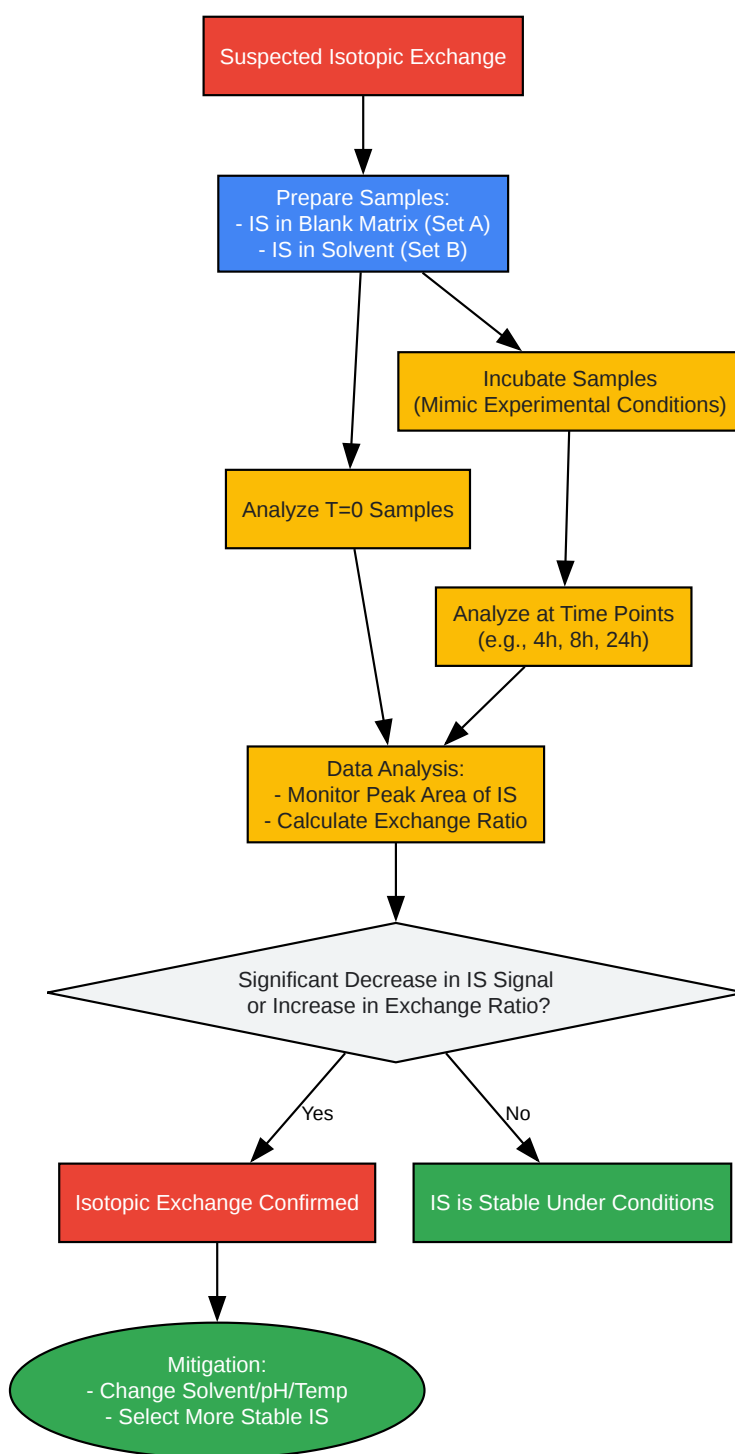 Suspected Isotopic Exchange
Prepare Samples:
- IS in Blank Matrix (Set A)
- IS in Solvent (Set B)
Incubate Samples
(Mimic Experimental Conditions)
Analyze T=0 Samples
Analyze at Time Points
(e.g., 4h, 8h, 24h)
Data Analysis:
- Monitor Peak Area of IS
- Calculate Exchange Ratio
Significant Decrease in IS Signal
or Increase in Exchange Ratio?
Yes
No
Isotopic Exchange Confirmed
IS is Stable Under Conditions
Mitigation:
- Change Solvent/pH/Temp
- Select More Stable IS